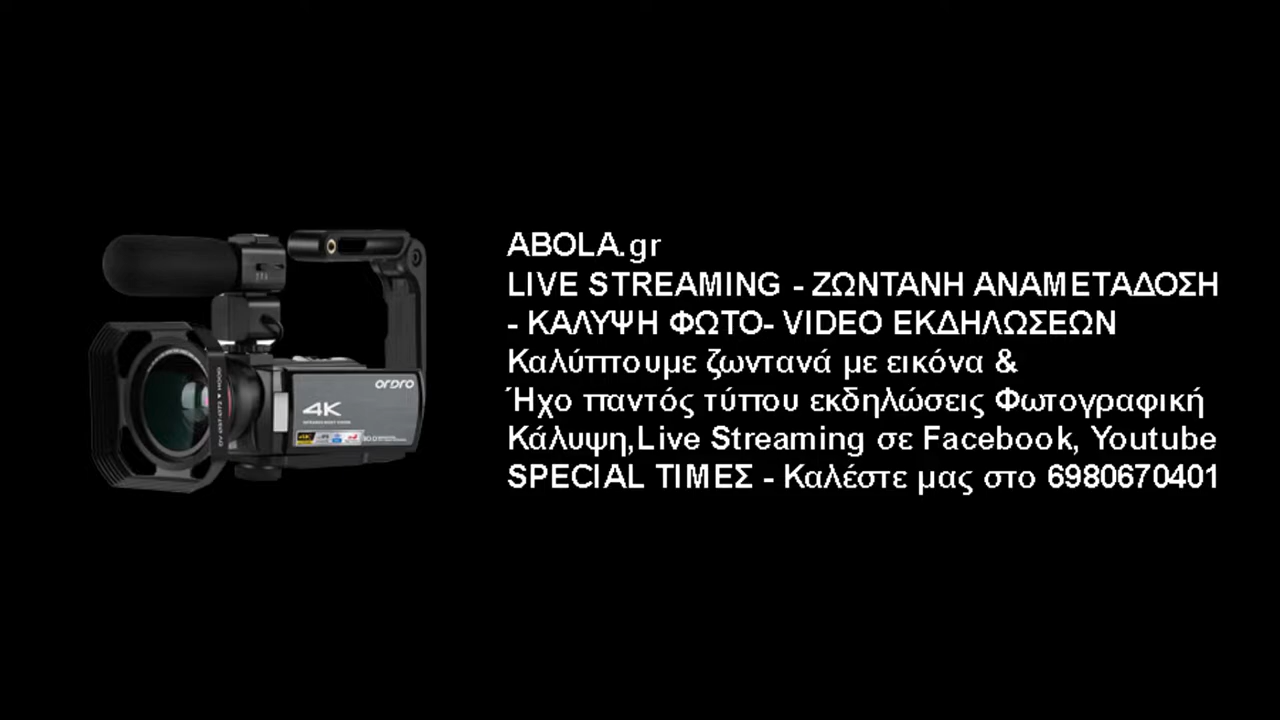 ABOLA.gr
LIVE STREAMING - ΖΩΝΤΑΝΗ ΑΝΑΜΕΤΑΔΟΣΗ
- ΚΑΛΥΨΗ ΦΩΤΟ- VIDEO ΕΚΔΗΛΩΣΕΩΝ
Καλύπτουμε ζωντανά με εικόνα &
Ήχο παντός τύπου εκδηλώσεις Φωτογραφική
Κάλυψη,Live Streaming σε Facebook, Youtube
SPECIAL ΤΙΜΕΣ - Καλέστε μας στο 6980670401
ORDRO
4K